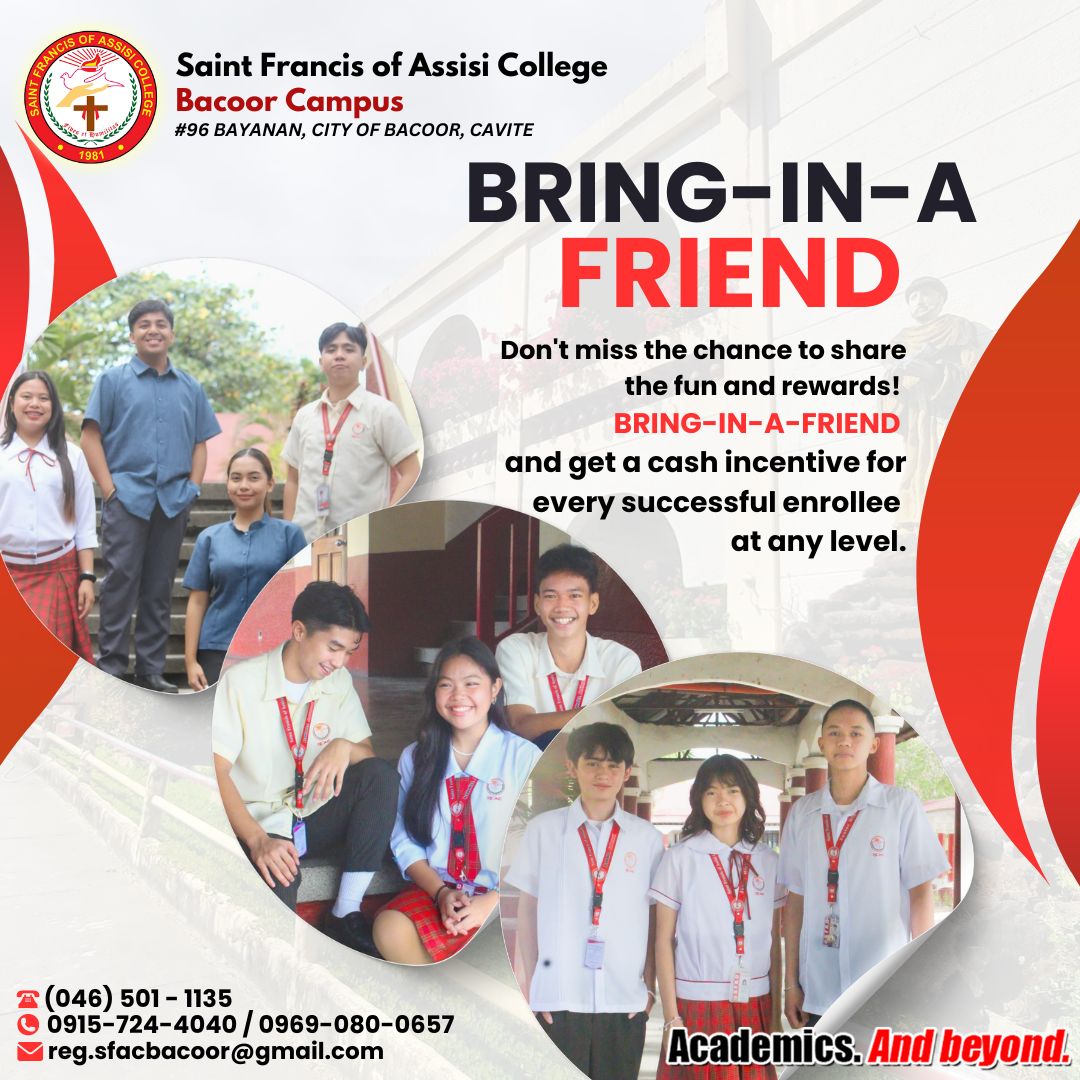 SAINT FRANCIS OF ASSISI COLLEGE
1981
Saint Francis of Assisi College
Bacoor Campus
#96 BAYANAN, CITY OF BACOOR, CAVITE
BRING-IN-A
FRIEND
Don't miss the chance to share
the fun and rewards!
BRING-IN-A-FRIEND
and get a cash incentive for
every successful enrollee
at any level.
(046) 501 - 1135
0915-724-4040 / 0969-080-0657
reg.sfacbacoor@gmail.com
Academics. And beyond.